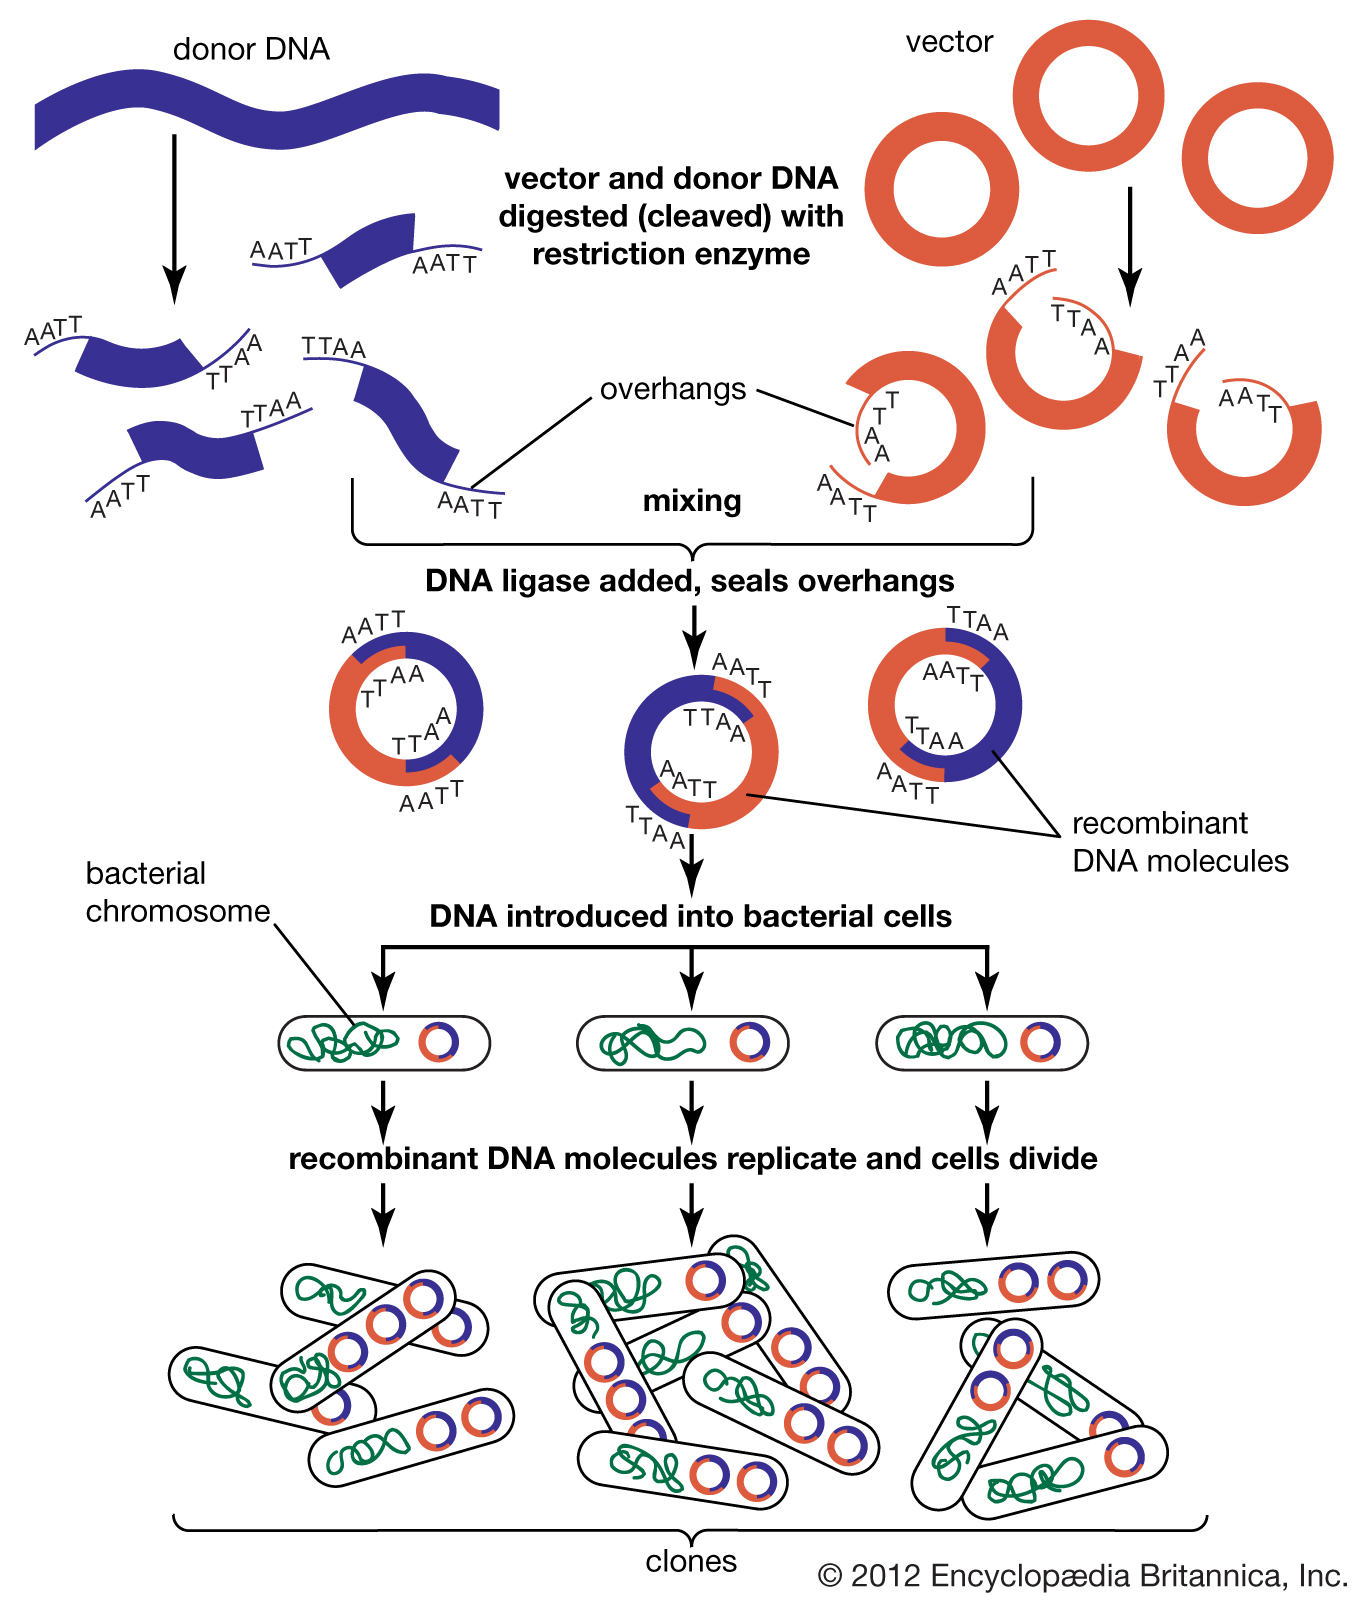 donor DNA
vector
vector and donor DNA
digested (cleaved) with
restriction enzyme
AATT
AATT
AATT
TTAA
TTAA
AATT
TTAA
AATT
overhangs
AATT
TTAA
TTAA
AATT
TTAA
AATT
mixing
DNA ligase added, seals overhangs
AATT
TTAA
TTAA
AATT
AATT
TTAA
AATT
TTAA
TTAA
AATT
TTAA
AATT
recombinant
DNA molecules
bacterial
chromosome
DNA introduced into bacterial cells
recombinant DNA molecules replicate and cells divide
clones
© 2012 Encyclopædia Britannica, Inc.